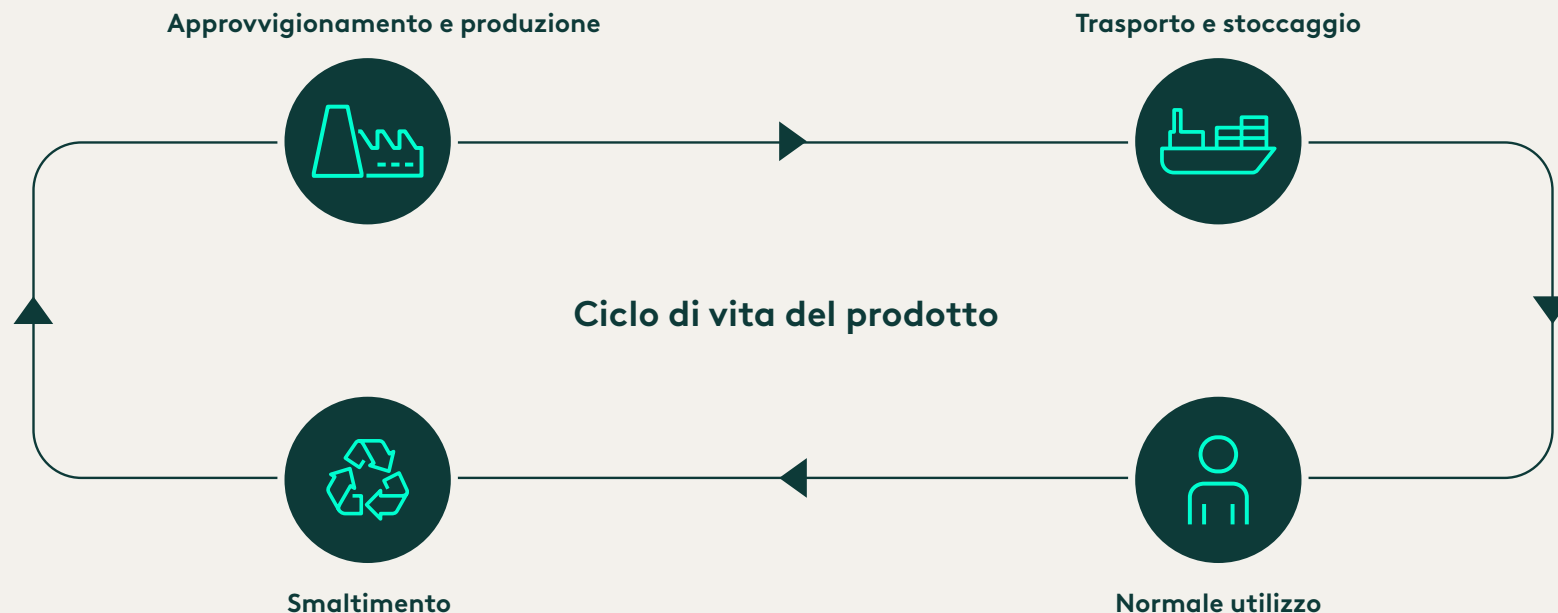 Approvvigionamento e produzione
Trasporto e stoccaggio
Ciclo di vita del prodotto
Smaltimento
Normale utilizzo